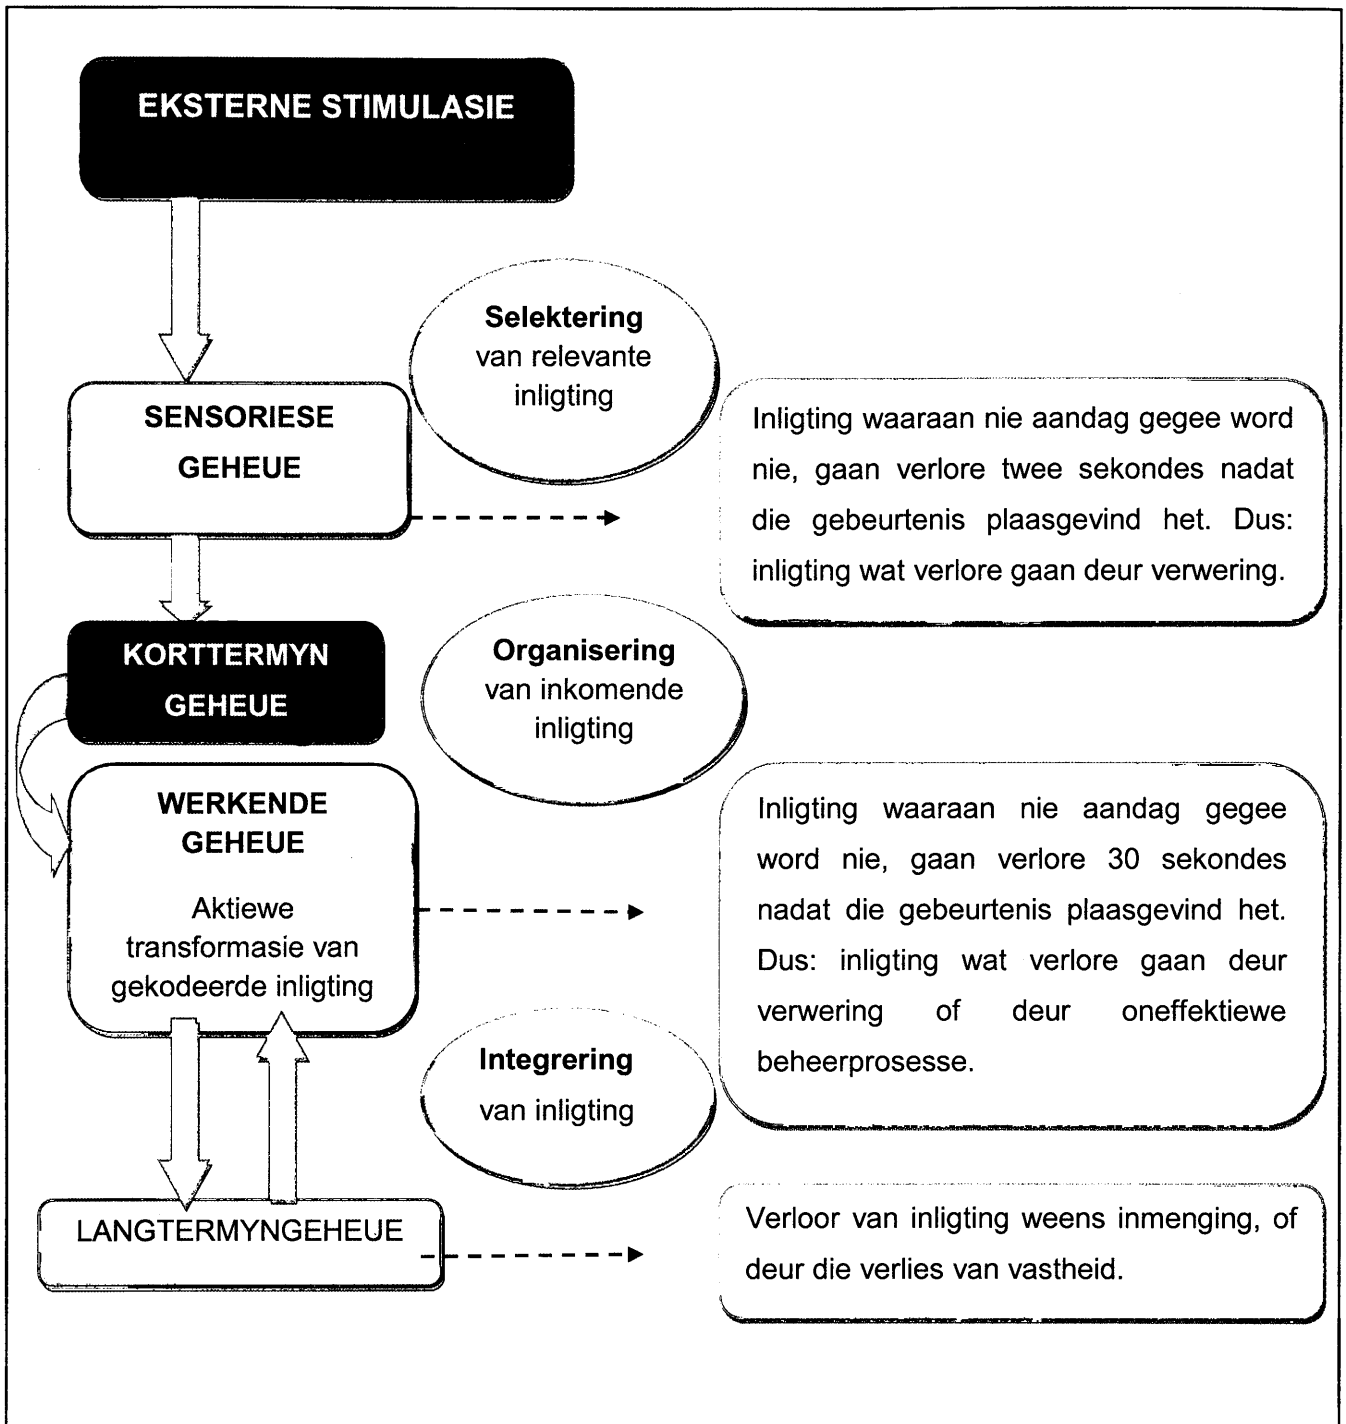 EKSTERNE STIMULASIE
Selektering
van relevante
inligting
SENSORIESE
GEHEUE
Inligting waaraan nie aandag gegee word
nie, gaan verlore twee sekondes nadat
die gebeurtenis plaasgevind het. Dus:
inligting wat verlore gaan deur verwering.
KORTTERMYN
GEHEUE
Organisering
van inkomende
inligting
WERKENDE
GEHEUE
Aktiewe
transformasie van
gekodeerde inligting
Inligting waaraan nie aandag gegee
word nie, gaan verlore 30 sekondes
nadat die gebeurtenis plaasgevind het.
Dus: inligting wat verlore gaan deur
verwering of deur oneffektiewe
beheerprosesse.
Integrering
van inligting
LANGTERMYNGEHEUE
Verloor van inligting weens inmenging, of
deur die verlies van vastheid.